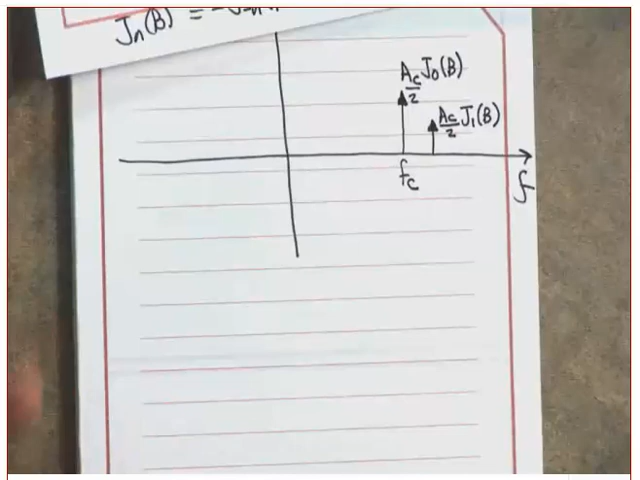 Jn(B) = -J-n
Ac/2 J0(B)
Ac/2 J1(B)
fc
f